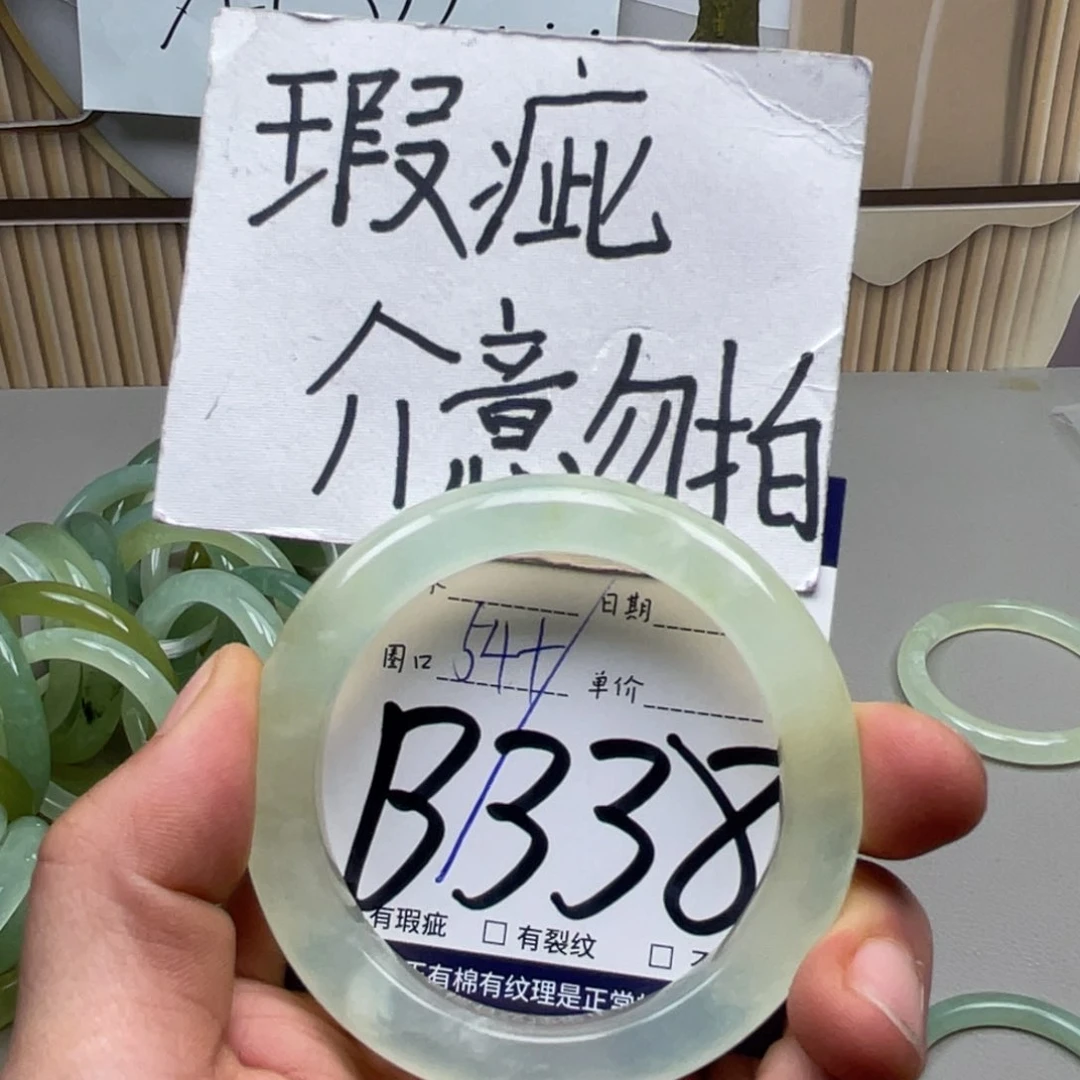 瑕疵
介意勿拍
日期
圈口 54+ 单价
B338
有瑕疵 □ 有裂纹 □
有棉有纹理是正常